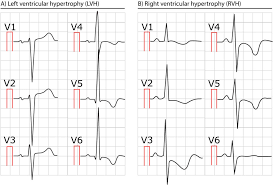 A) Left ventricular hypertrophy (LVH)
B) Right ventricular hypertrophy (RVH)
V1 V4
V2 V5
V3 V6
V1 V4
V2 V5
V3 V6